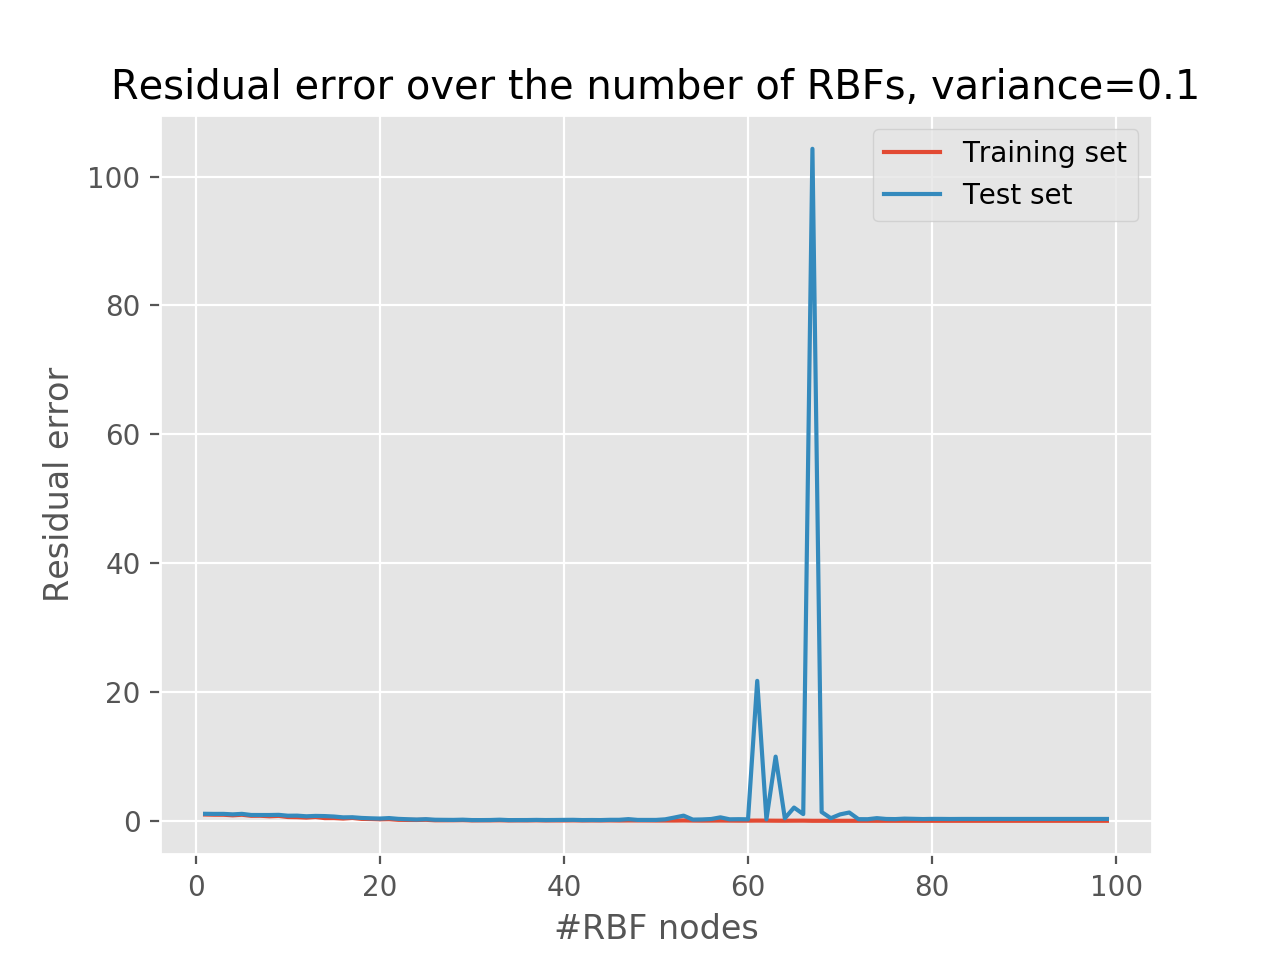 Residual error over the number of RBFs, variance=0.1
Training set
Test set
100
80
60
40
20
0
Residual error
0 20 40 60 80 100
#RBF nodes